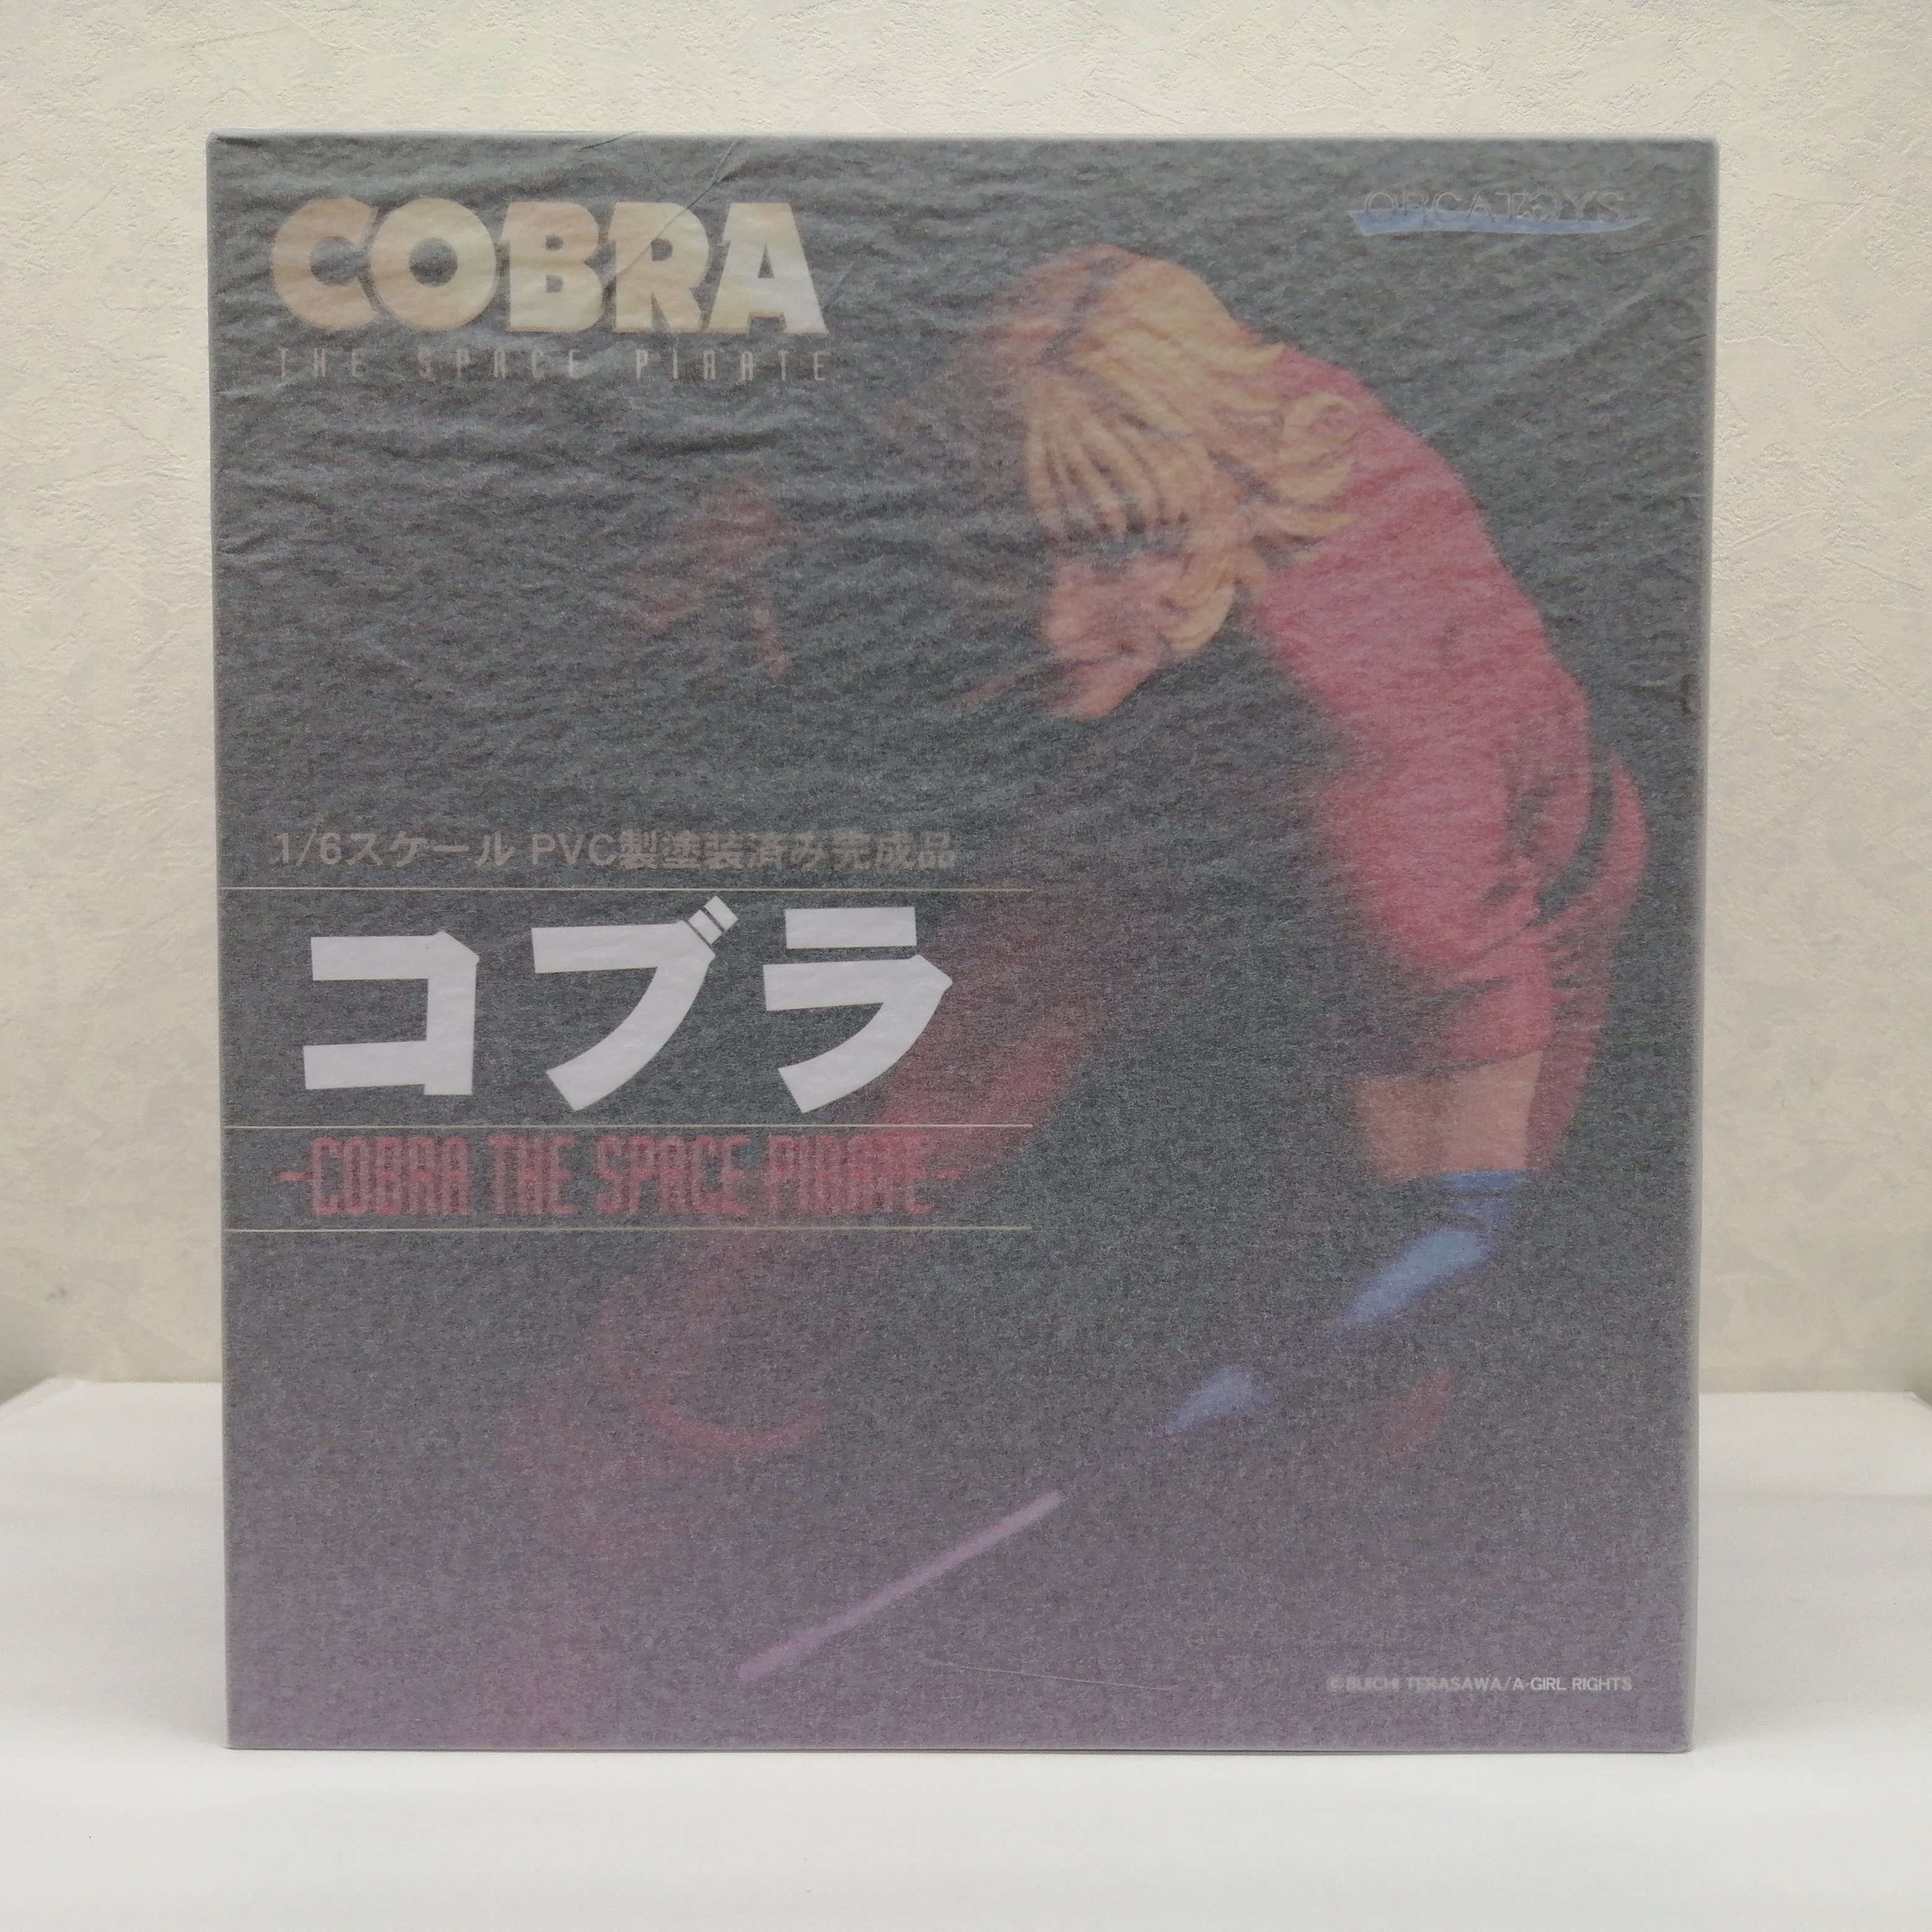 COBRA
THE SPACE PIRATE
ORCATOYS
1/6スケール PVC製塗装済み完成品
コブラ
-COBRA THE SPACE PIRATE-
©BUICHI TERASAWA/A-GIRL RIGHTS